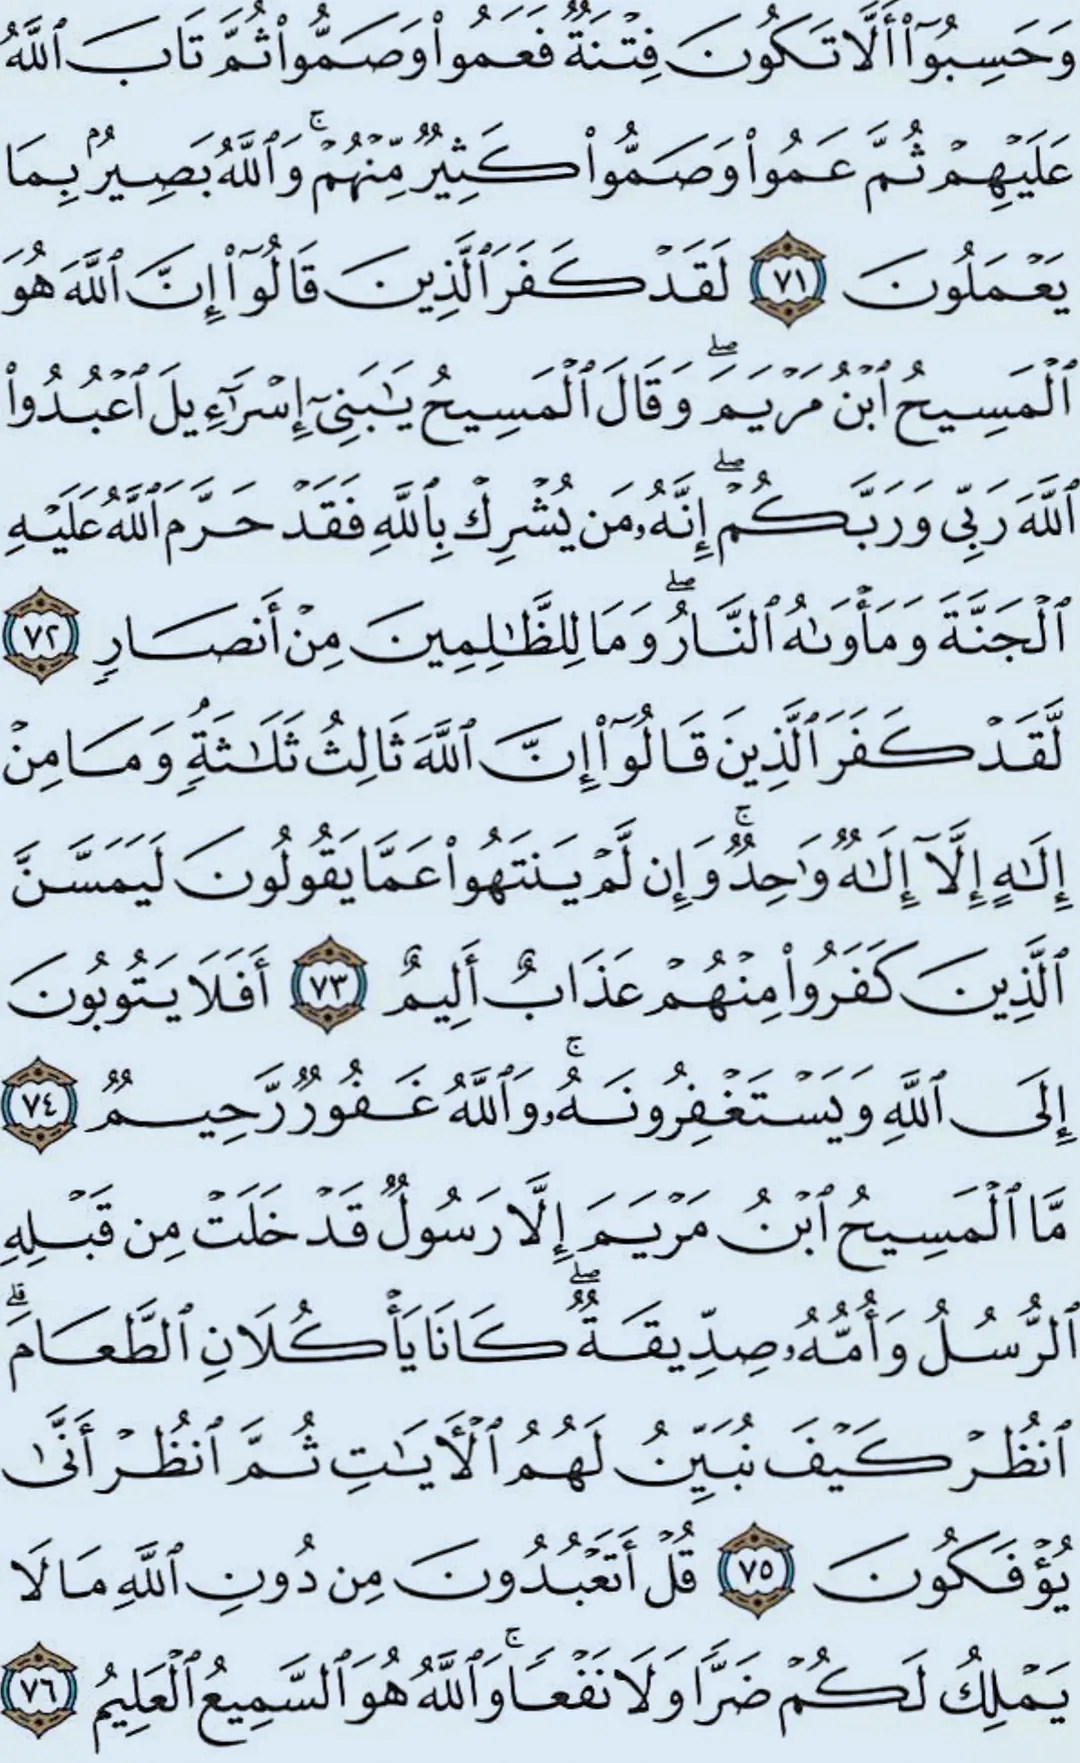 وَحَسِبُوٓا۟ أَلَّا تَكُونَ فِتْنَةٌ فَعَمُوا۟ وَصَمُّوا۟ ثُمَّ تَابَ ٱللَّهُ
عَلَيْهِمْ ثُمَّ عَمُوا۟ وَصَمُّوا۟ كَثِيرٌ مِّنْهُمْ ۚ وَٱللَّهُ بَصِيرٌۢ بِمَا
يَعْمَلُونَ ٧١ لَقَدْ كَفَرَ ٱلَّذِينَ قَالُوٓا۟ إِنَّ ٱللَّهَ هُوَ
ٱلْمَسِيحُ ٱبْنُ مَرْيَمَ ۖ وَقَالَ ٱلْمَسِيحُ يَٰبَنِىٓ إِسْرَٰٓءِيلَ ٱعْبُدُوا۟
ٱللَّهَ رَبِّى وَرَبَّكُمْ ۖ إِنَّهُۥ مَن يُشْرِكْ بِٱللَّهِ فَقَدْ حَرَّمَ ٱللَّهُ عَلَيْهِ
ٱلْجَنَّةَ وَمَأْوَىٰهُ ٱلنَّارُ ۖ وَمَا لِلظَّٰلِمِينَ مِنْ أَنصَارٍ ٧٢
لَّقَدْ كَفَرَ ٱلَّذِينَ قَالُوٓا۟ إِنَّ ٱللَّهَ ثَالِثُ ثَلَٰثَةٍ وَمَا مِنْ
إِلَٰهٍ إِلَّآ إِلَٰهٌ وَٰحِدٌ ۚ وَإِن لَّمْ يَنتَهُوا۟ عَمَّا يَقُولُونَ لَيَمَسَّنَّ
ٱلَّذِينَ كَفَرُوا۟ مِنْهُمْ عَذَابٌ أَلِيمٌ ٧٣ أَفَلَا يَتُوبُونَ
إِلَى ٱللَّهِ وَيَسْتَغْفِرُونَهُۥ ۚ وَٱللَّهُ غَفُورٌ رَّحِيمٌ ٧٤
مَّا ٱلْمَسِيحُ ٱبْنُ مَرْيَمَ إِلَّا رَسُولٌ قَدْ خَلَتْ مِن قَبْلِهِ
ٱلرُّسُلُ وَأُمُّهُۥ صِدِّيقَةٌ ۖ كَانَا يَأْكُلَانِ ٱلطَّعَامَ ۗ
ٱنظُرْ كَيْفَ نُبَيِّنُ لَهُمُ ٱلْـَٔايَٰتِ ثُمَّ ٱنظُرْ أَنَّىٰ
يُؤْفَكُونَ ٧٥ قُلْ أَتَعْبُدُونَ مِن دُونِ ٱللَّهِ مَا لَا
يَمْلِكُ لَكُمْ ضَرًّا وَلَا نَفْعًا ۚ وَٱللَّهُ هُوَ ٱلسَّمِيعُ ٱلْعَلِيمُ ٧٦